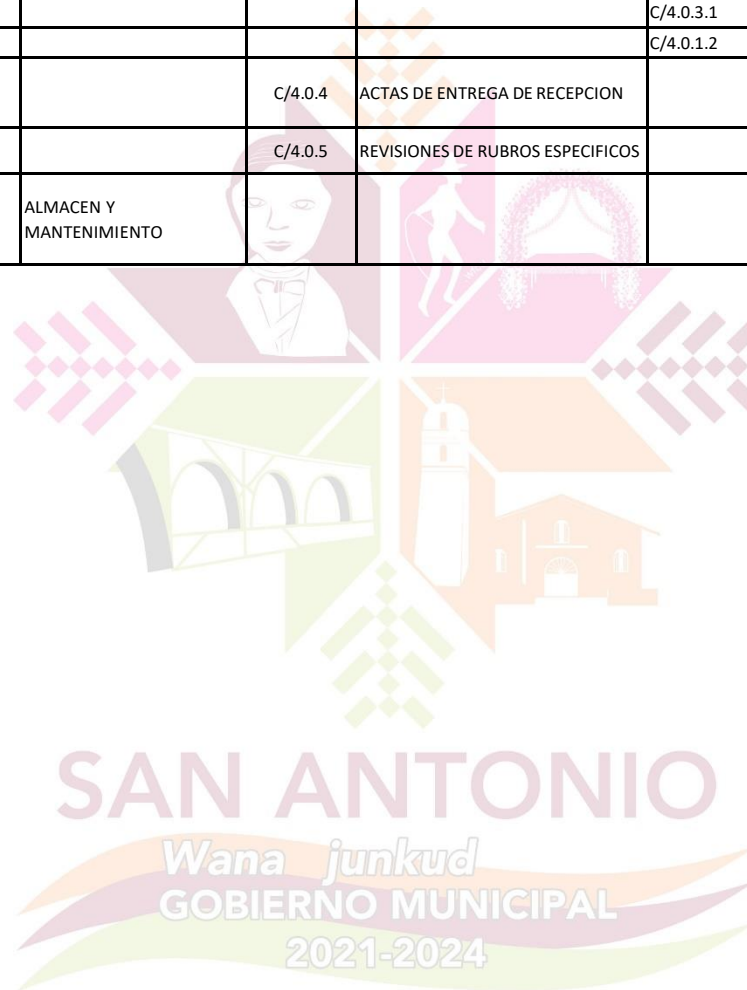 C/4.0.3.1
C/4.0.1.2
C/4.0.4 ACTAS DE ENTREGA DE RECEPCION
C/4.0.5 REVISIONES DE RUBROS ESPECIFICOS
ALMACEN Y
MANTENIMIENTO
SAN ANTONIO
Wana junkud
GOBIERNO MUNICIPAL
2021-2024